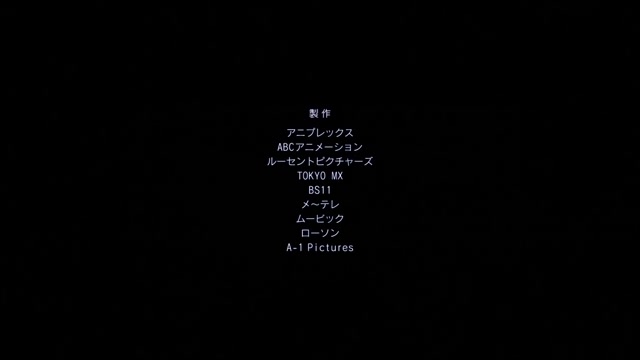 製作
アニプレックス
ABCアニメーション
ルーセントピクチャーズ
TOKYO MX
BS11
メ〜テレ
ムービック
ローソン
A-1 Pictures